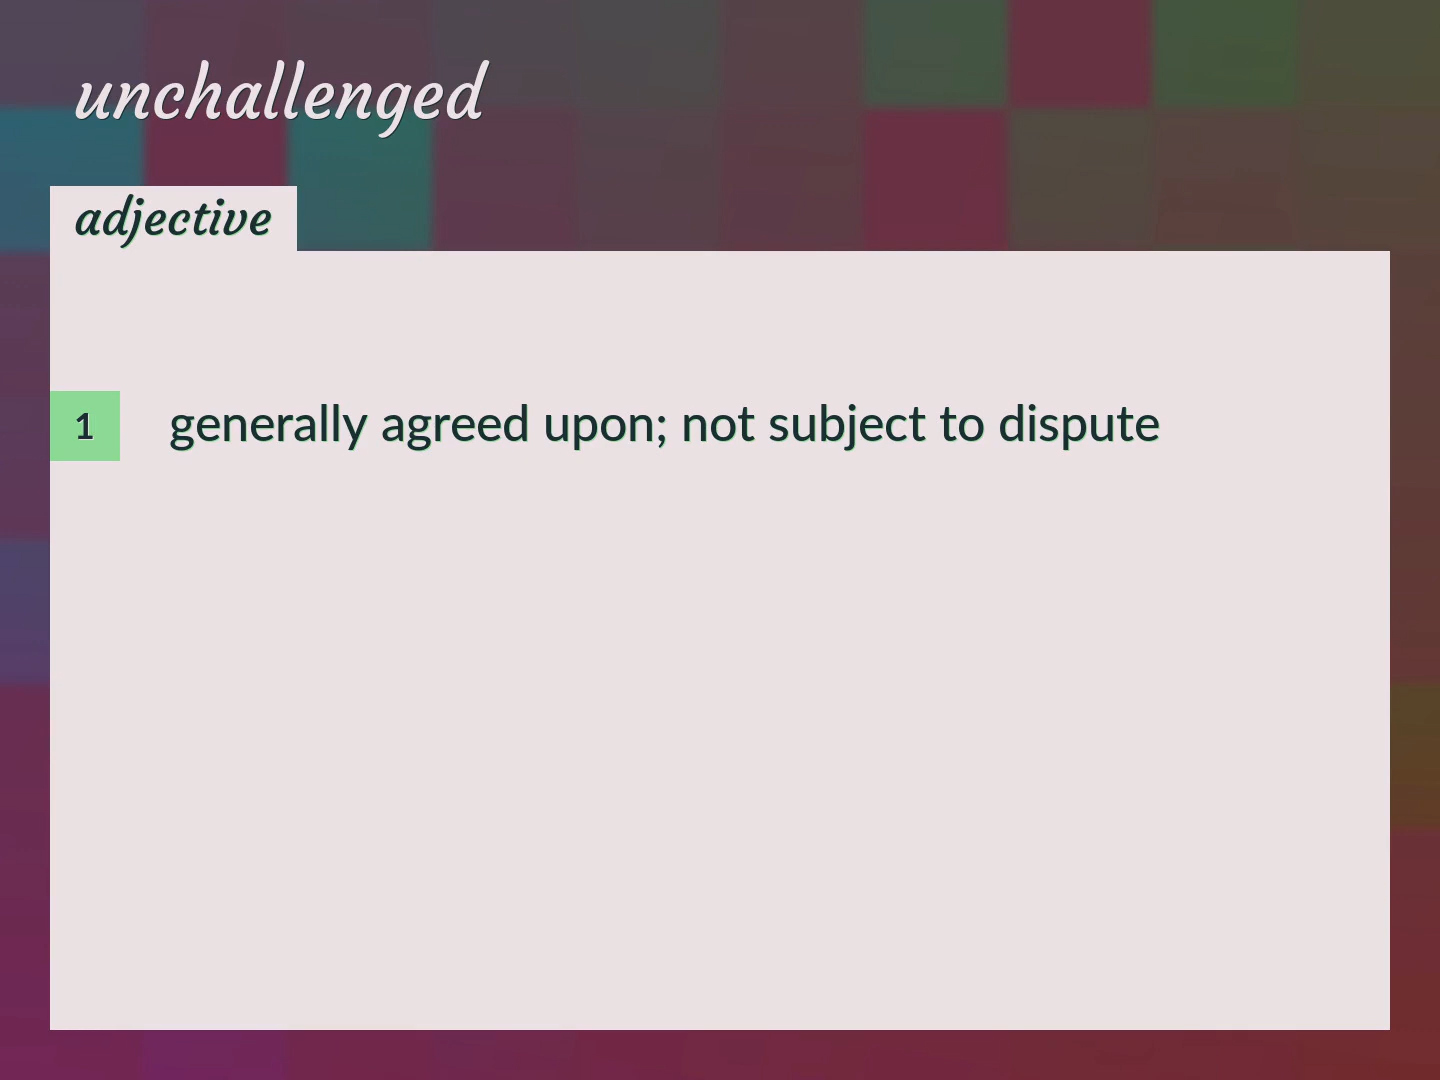 unchallenged
adjective
1 generally agreed upon; not subject to dispute